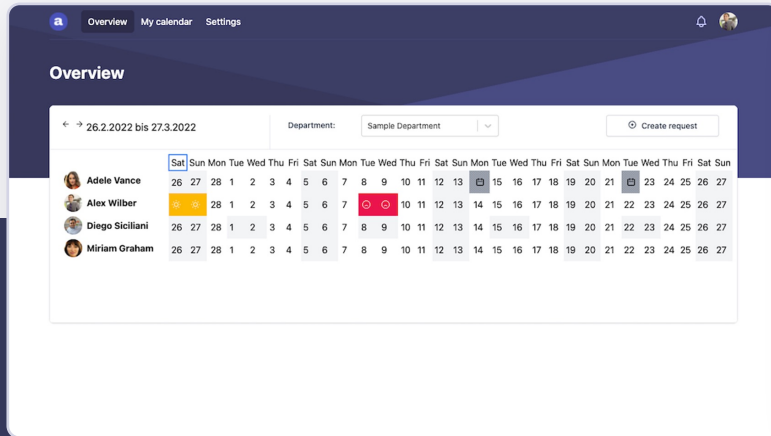 a Overview My calendar Settings
Overview
26.2.2022 bis 27.3.2022 Department: Sample Department Create request
Sat Sun Mon Tue Wed Thu Fri Sat Sun Mon Tue Wed Thu Fri Sat Sun Mon Tue Wed Thu Fri Sat Sun Mon Tue Wed Thu Fri Sat Sun
Adele Vance 26 27 28 1 2 3 4 5 6 7 8 9 10 11 12 13 15 16 17 18 19 20 21 23 24 25 26 27
Alex Wilber 28 1 2 3 4 5 6 7 10 11 12 13 14 15 16 17 18 19 20 21 22 23 24 25 26 27
Diego Siciliani 26 27 28 1 2 3 4 5 6 7 8 9 10 11 12 13 14 15 16 17 18 19 20 21 22 23 24 25 26 27
Miriam Graham 26 27 28 1 2 3 4 5 6 7 8 9 10 11 12 13 14 15 16 17 18 19 20 21 22 23 24 25 26 27